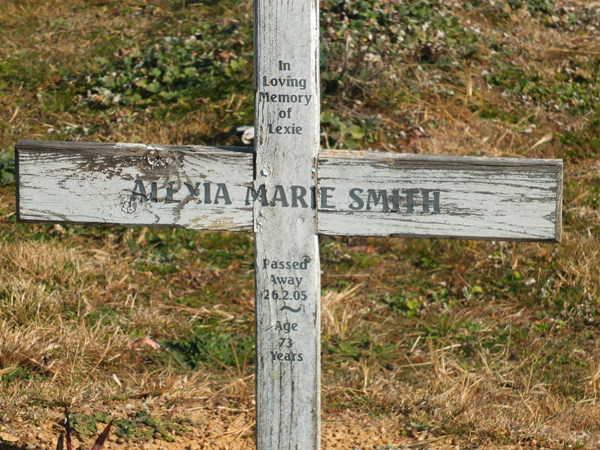 In
Loving
Memory
of
Lexie
ALEXIA MARIE SMITH
Passed
Away
26.2.05
~
Age
73
Years